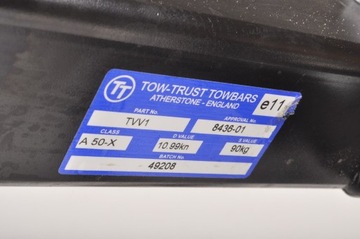 TT
TOW-TRUST TOWBARS
ATHERSTONE - ENGLAND
e11
PART No. APPROVAL No.
TVV1 8436-01
CLASS D VALUE S VALUE
A 50-X 10.99kn 90kg
BATCH No
49208